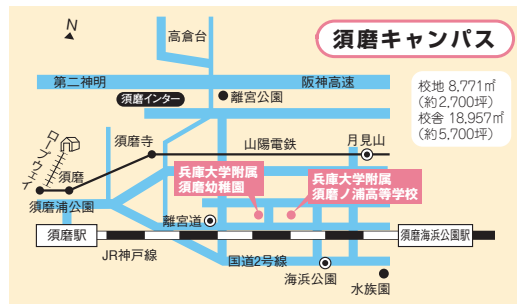 N
高倉台
須磨キャンパス
第二神明
阪神高速
須磨インター
離宮公園
校地 8,771㎡
（約2,700坪）
校舎 18,957㎡
（約5,700坪）
ロープウェイ
須磨寺
山陽電鉄
月見山
須磨
兵庫大学附属
須磨幼稚園
兵庫大学附属
須磨ノ浦高等学校
須磨浦公園
離宮道
須磨駅
須磨海浜公園駅
JR神戸線
国道2号線
海浜公園
水族園